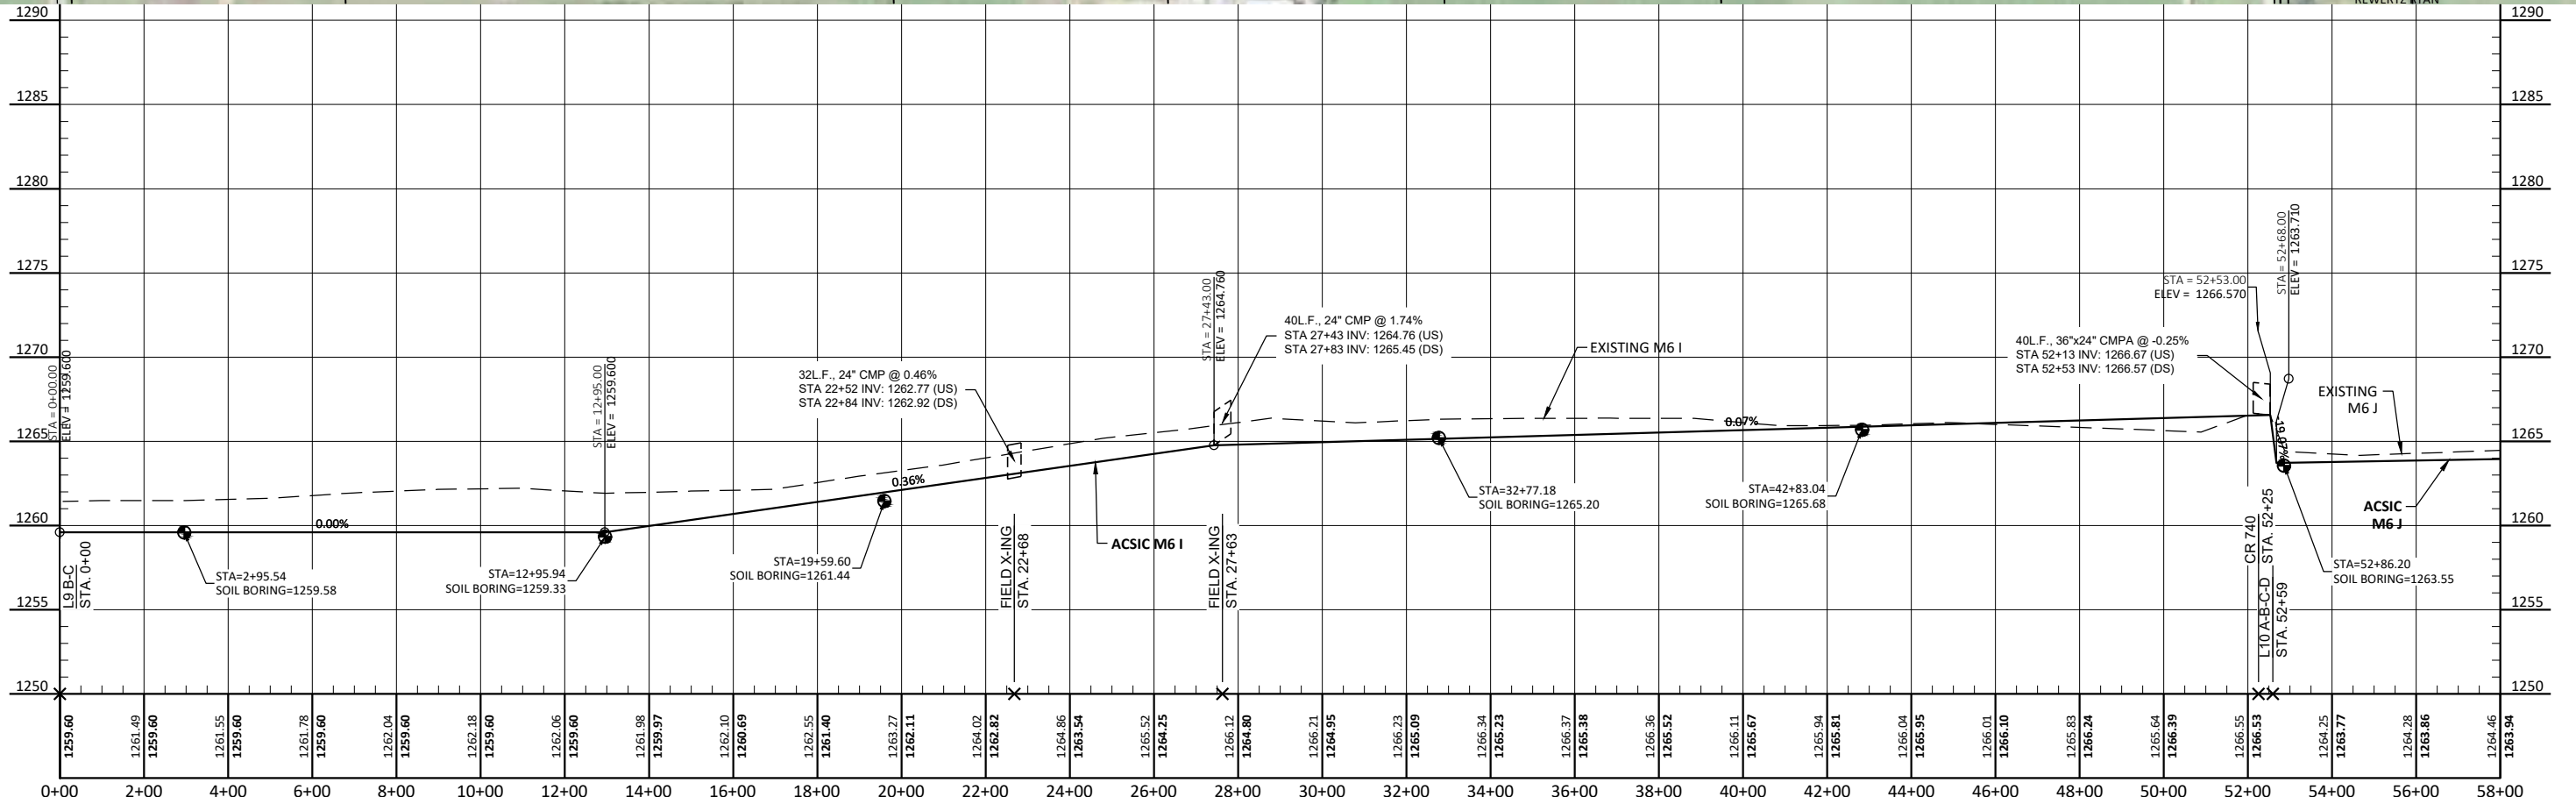 REWERTZ RYAN
1290
1285
1280
1275
1270
1265
1260
1255
1250
1290
1285
1280
1275
1270
1265
1260
1255
1250
STA = 0+00.00
ELEV = 1259.600
STA = 12+95.00
ELEV = 1259.600
STA = 27+43.00
ELEV = 1264.760
STA = 52+53.00
ELEV = 1266.570
STA = 52+68.00
ELEV = 1263.710
32L.F., 24" CMP @ 0.46%
STA 22+52 INV: 1262.77 (US)
STA 22+84 INV: 1262.92 (DS)
40L.F., 24" CMP @ 1.74%
STA 27+43 INV: 1264.76 (US)
STA 27+83 INV: 1265.45 (DS)
EXISTING M6 I
40L.F., 36"x24" CMPA @ -0.25%
STA 52+13 INV: 1266.67 (US)
STA 52+53 INV: 1266.57 (DS)
EXISTING
M6 J
0.00%
0.36%
0.07%
-19.07%
STA=2+95.54
SOIL BORING=1259.58
STA=12+95.94
SOIL BORING=1259.33
STA=19+59.60
SOIL BORING=1261.44
ACSIC M6 I
STA=32+77.18
SOIL BORING=1265.20
STA=42+83.04
SOIL BORING=1265.68
ACSIC
M6 J
STA=52+86.20
SOIL BORING=1263.55
L9 B-C
STA. 0+00
FIELD X-ING
STA. 22+68
FIELD X-ING
STA. 27+63
CR 740
STA. 52+25
L10 A-B-C-D
STA. 52+59
1259.60
1261.49
1259.60
1261.55
1259.60
1261.78
1259.60
1262.04
1259.60
1262.18
1259.60
1262.06
1259.60
1261.98
1259.97
1262.10
1260.69
1262.55
1261.40
1263.27
1262.11
1264.02
1262.82
1264.86
1263.54
1265.52
1264.25
1266.12
1264.80
1266.21
1264.95
1266.23
1265.09
1266.34
1265.23
1266.37
1265.38
1266.36
1265.52
1266.11
1265.67
1265.94
1265.81
1266.04
1265.95
1266.01
1266.10
1265.83
1266.24
1265.64
1266.39
1266.55
1266.53
1264.25
1263.77
1264.28
1263.86
1264.46
1263.94
0+00 2+00 4+00 6+00 8+00 10+00 12+00 14+00 16+00 18+00 20+00 22+00 24+00 26+00 28+00 30+00 32+00 34+00 36+00 38+00 40+00 42+00 44+00 46+00 48+00 50+00 52+00 54+00 56+00 58+00